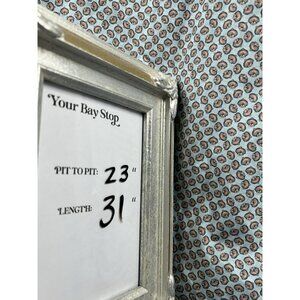 Your Bay Stop
PIT TO PIT: 23"
LENGTH: 31"